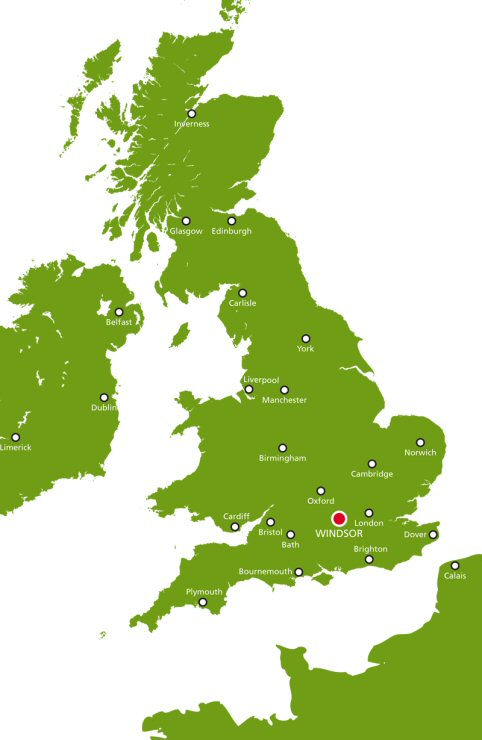 Inverness
Glasgow
Edinburgh
Carlisle
Belfast
York
Liverpool
Manchester
Dublin
Limerick
Birmingham
Norwich
Cambridge
Oxford
Cardiff
London
Bristol
WINDSOR
Dover
Bath
Brighton
Bournemouth
Calais
Plymouth